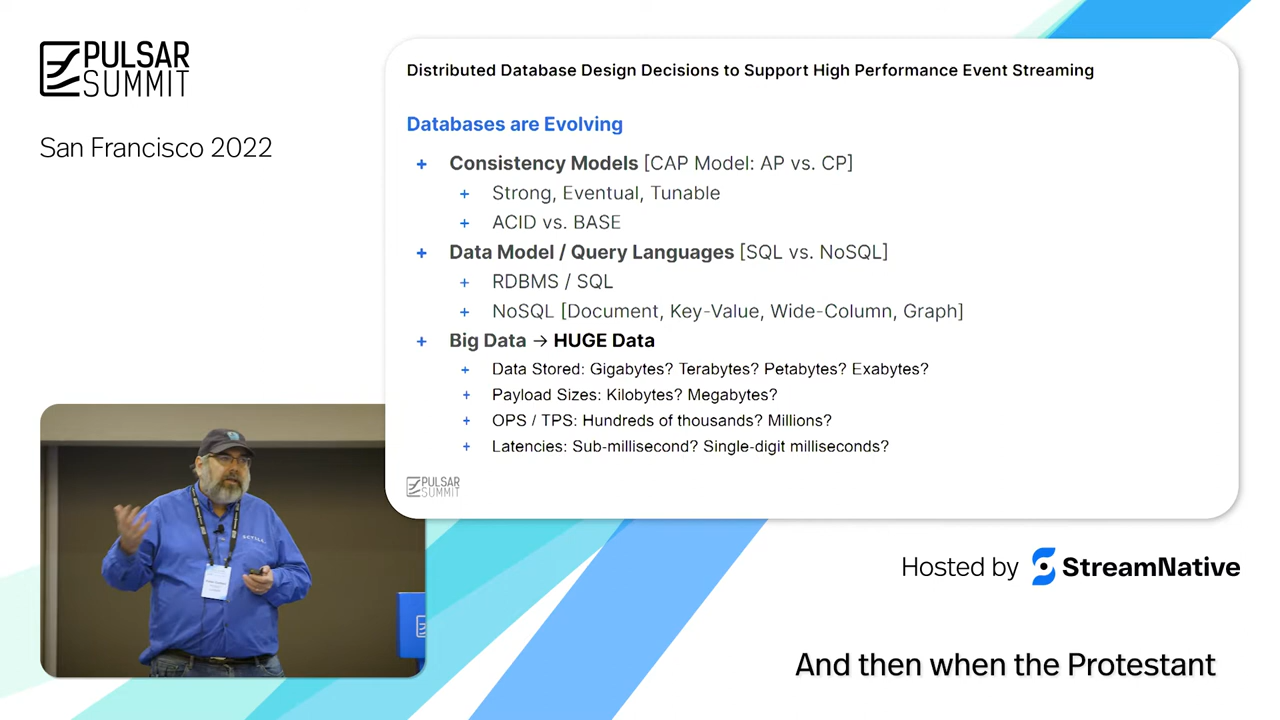 PULSAR
SUMMIT
San Francisco 2022
Distributed Database Design Decisions to Support High Performance Event Streaming
Databases are Evolving
+ Consistency Models [CAP Model: AP vs. CP]
+ Strong, Eventual, Tunable
+ ACID vs. BASE
+ Data Model / Query Languages [SQL vs. NoSQL]
+ RDBMS / SQL
+ NoSQL [Document, Key-Value, Wide-Column, Graph]
+ Big Data → HUGE Data
+ Data Stored: Gigabytes? Terabytes? Petabytes? Exabytes?
+ Payload Sizes: Kilobytes? Megabytes?
+ OPS / TPS: Hundreds of thousands? Millions?
+ Latencies: Sub-millisecond? Single-digit milliseconds?
PULSAR
SUMMIT
Hosted by StreamNative
And then when the Protestant